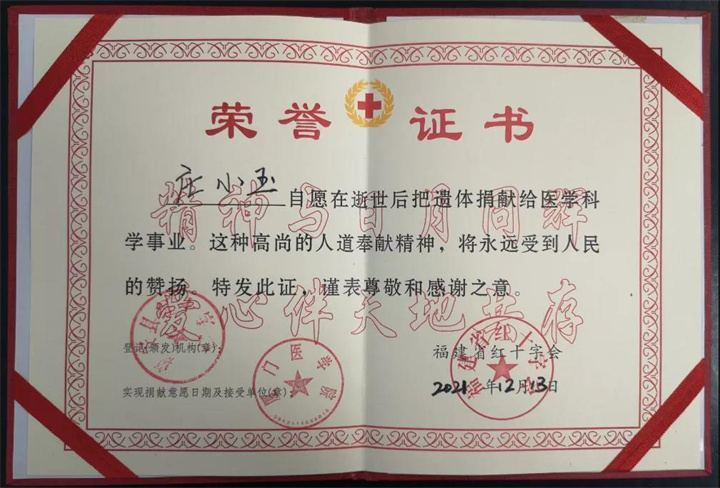 荣誉证书
庄小玉 自愿在逝世后把遗体捐献给医学科
学事业。这种高尚的人道奉献精神，将永远受到人民
的赞扬。特发此证，谨表尊敬和感谢之意。
精神与日月同辉
爱心伴天地长存
登记(颁发)机构(章)：
福建省红十字会
2021年12月13日
实现捐献意愿日期及接受单位(章)：